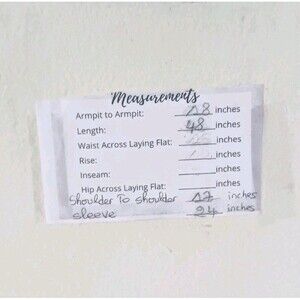 Measurements
Armpit to Armpit: 18 inches
Length: 48 inches
Waist Across Laying Flat: inches
Rise: inches
Inseam: inches
Hip Across Laying Flat: inches
Shoulder To shoulder 17 inches
sleeve 24 inches